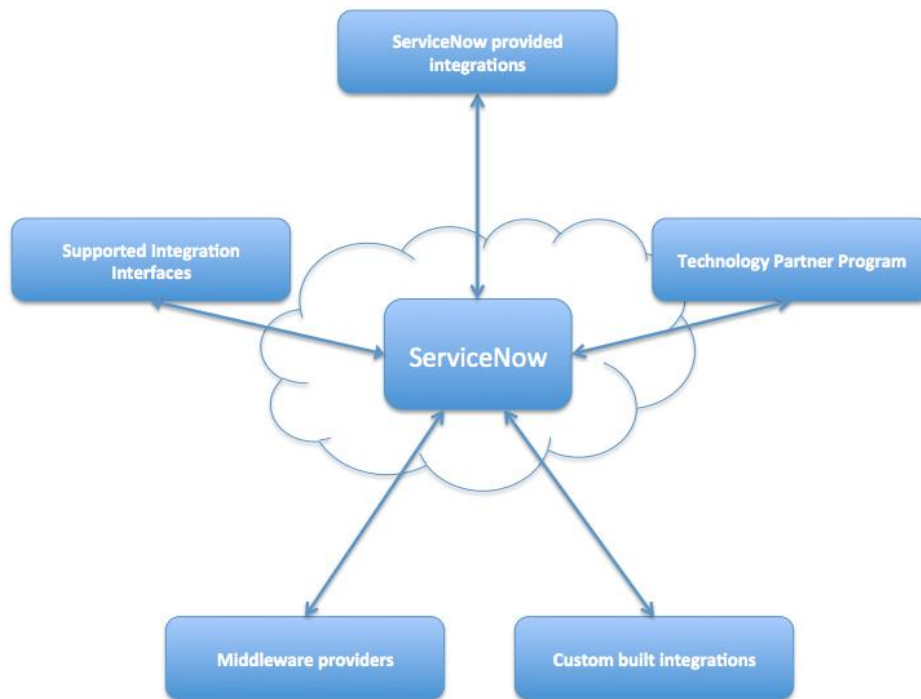 ServiceNow provided
integrations
Supported Integration
Interfaces
Technology Partner Program
ServiceNow
Middleware providers
Custom built integrations